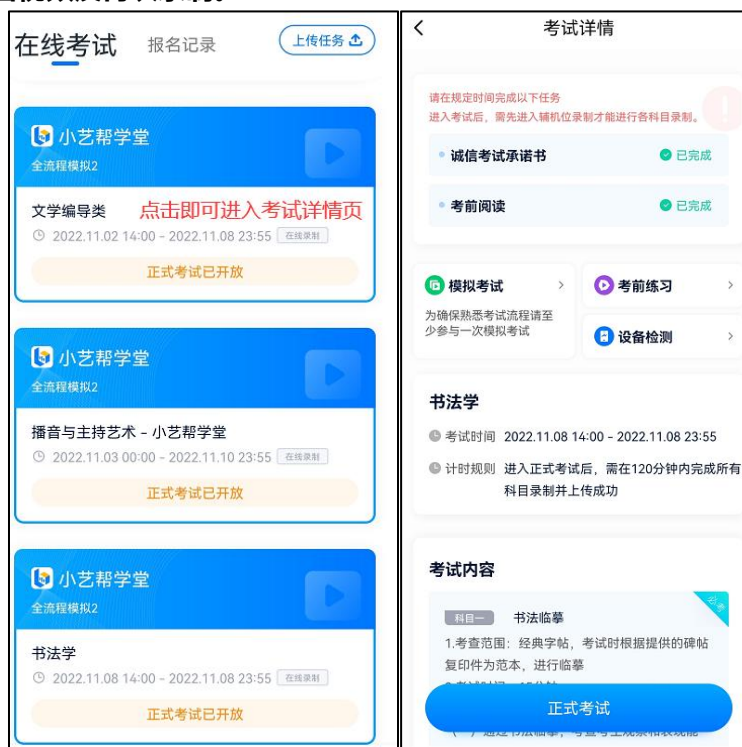 在线考试
报名记录
上传任务
小艺帮学堂
全流程模拟2
文学编导类
点击即可进入考试详情页
2022.11.02 14:00 - 2022.11.08 23:55 在线录制
正式考试已开放
小艺帮学堂
全流程模拟2
播音与主持艺术 - 小艺帮学堂
2022.11.03 00:00 - 2022.11.10 23:55 在线录制
正式考试已开放
小艺帮学堂
全流程模拟2
书法学
2022.11.08 14:00 - 2022.11.08 23:55 在线录制
正式考试已开放
考试详情
请在规定时间完成以下任务
进入考试后，需先进入辅机位录制才能进行各科目录制。
诚信考试承诺书 已完成
考前阅读 已完成
模拟考试
为确保熟悉考试流程请至
少参与一次模拟考试
考前练习
设备检测
书法学
考试时间 2022.11.08 14:00 - 2022.11.08 23:55
计时规则 进入正式考试后，需在120分钟内完成所有
科目录制并上传成功
考试内容
必考
科目一 书法临摹
1.考查范围：经典字帖，考试时根据提供的碑帖
复印件为范本，进行临摹
正式考试